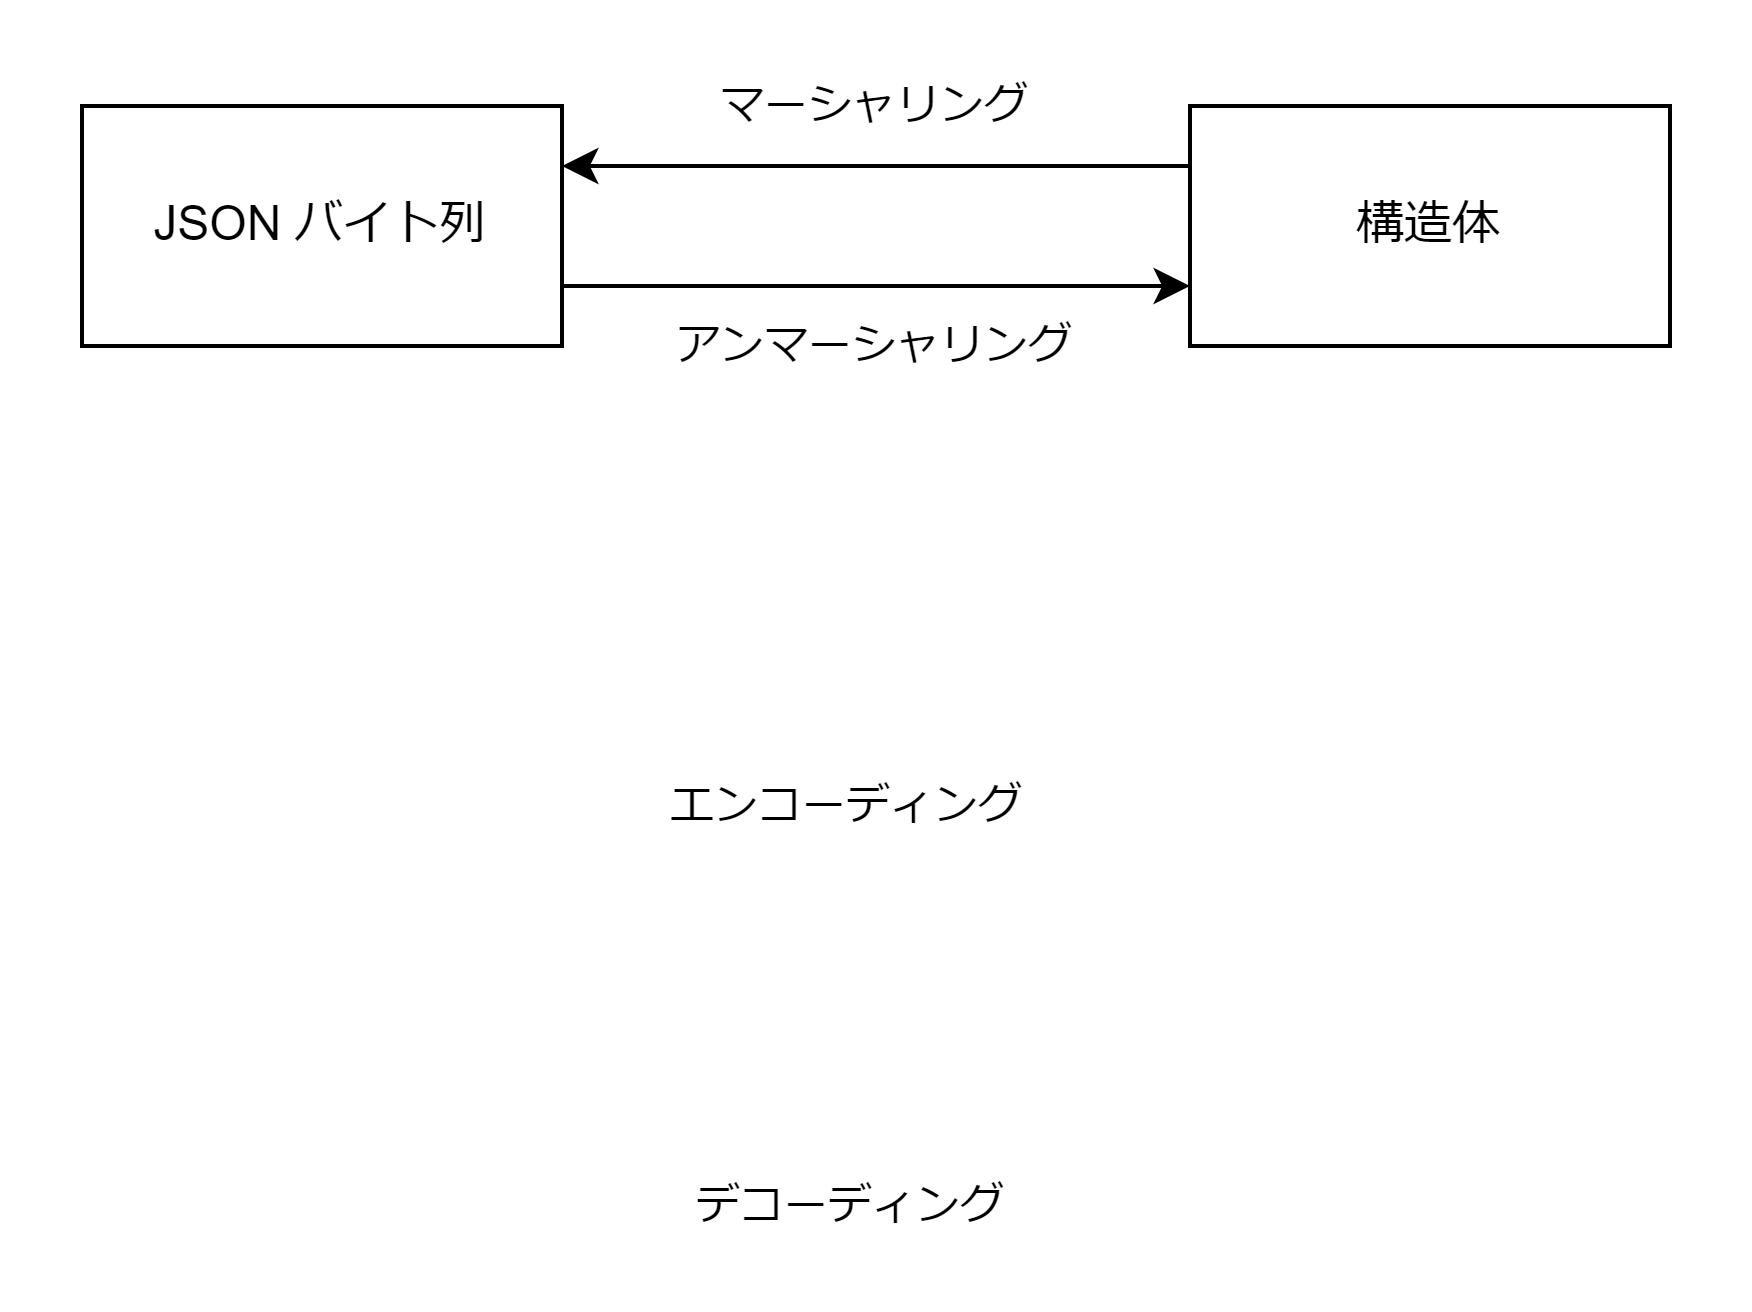 マーシャリング
JSON バイト列
構造体
アンマーシャリング
エンコーディング
デコーディング